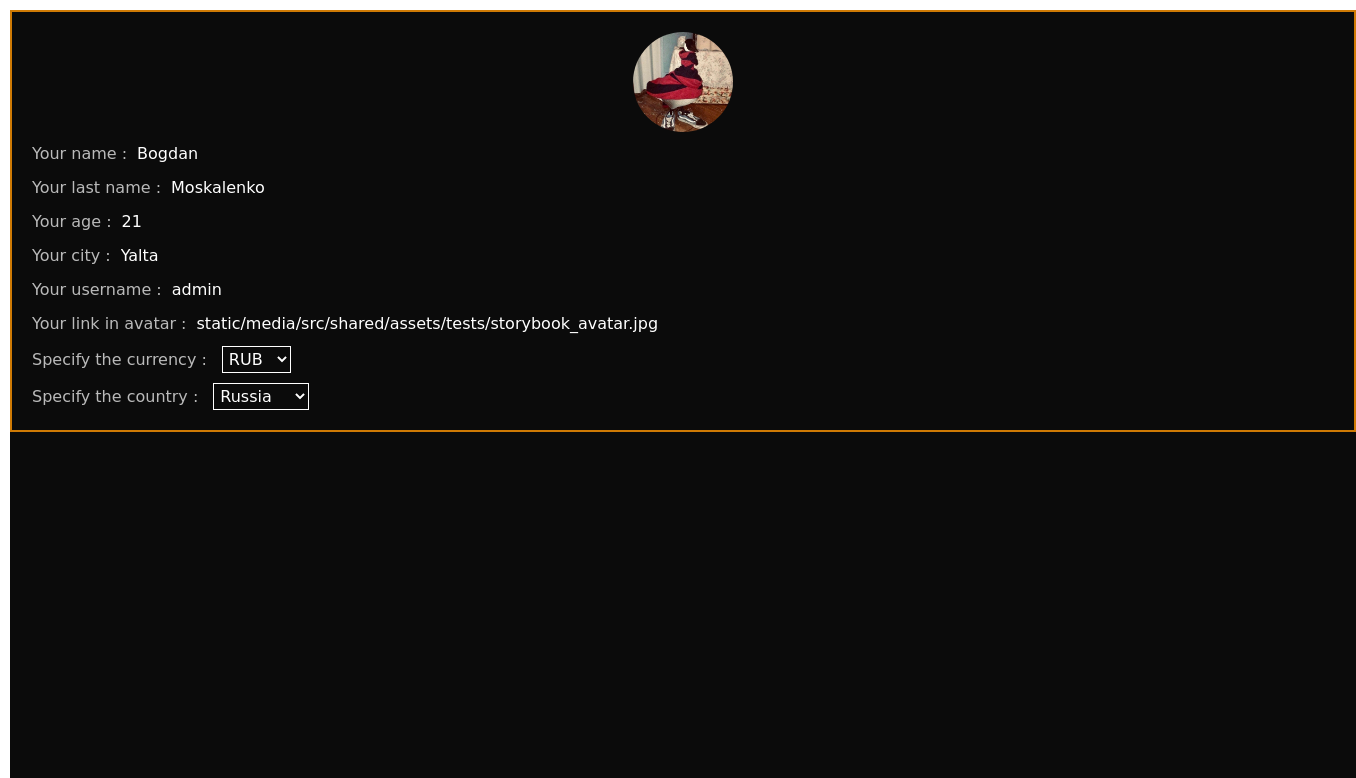 Your name : Bogdan
Your last name : Moskalenko
Your age : 21
Your city : Yalta
Your username : admin
Your link in avatar : static/media/src/shared/assets/tests/storybook_avatar.jpg
Specify the currency : RUB
Specify the country : Russia